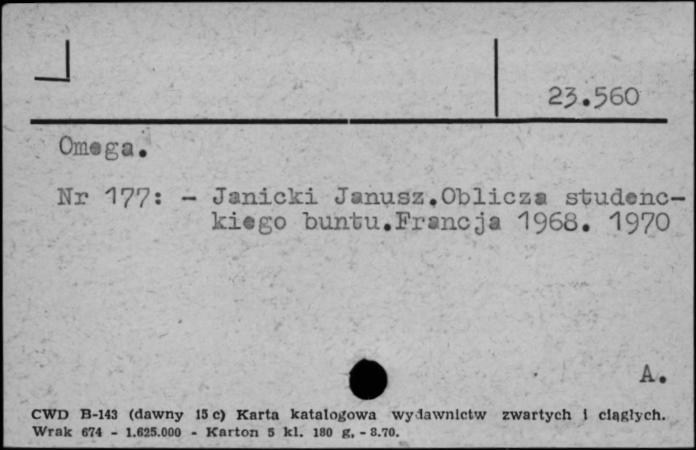 23.560
Omega.
Nr 177: - Janicki Janusz.Oblicza studenc-
kiego buntu.Francja 1968. 1970
A.
CWD B-143 (dawny 15 c) Karta katalogowa wydawnictw zwartych i ciągłych.
Wrak 674 - 1.625.000 - Karton 5 kl. 180 g. - 3.70.